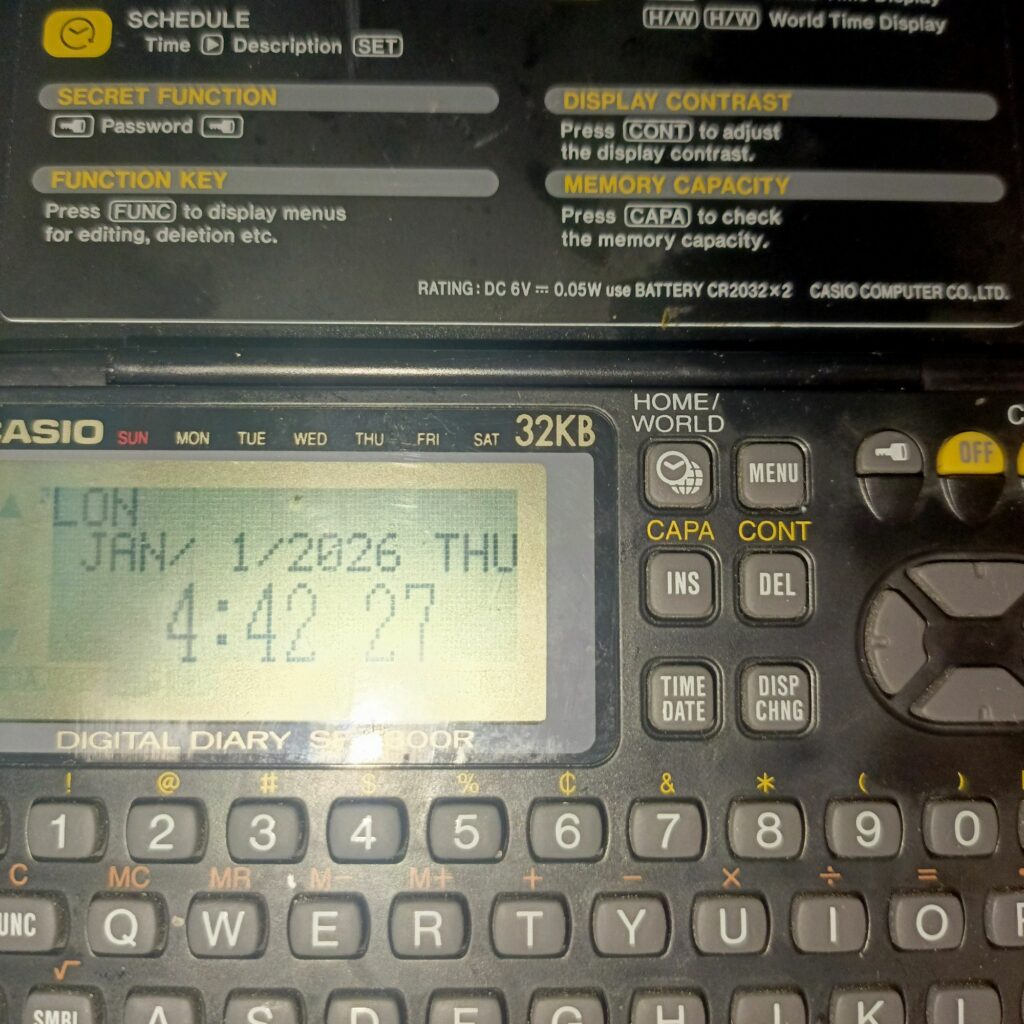 SCHEDULE
Time Description SET
SECRET FUNCTION
Password
FUNCTION KEY
Press FUNC to display menus
for editing, deletion etc.
Time Display
H/W H/W World Time Display
DISPLAY CONTRAST
Press CONT to adjust
the display contrast.
MEMORY CAPACITY
Press CAPA to check
the memory capacity.
RATING: DC 6V 0.05W use BATTERY CR2032×2 CASIO COMPUTER CO.,LTD.
CASIO SUN MON TUE WED THU FRI SAT 32KB
LON
JAN/ 1/2026 THU
4:42 27
DIGITAL DIARY
HOME/
WORLD
MENU
OFF
CAPA CONT
INS DEL
TIME
DATE
DISP
CHNG
! @ # $ % ₵ & * ( )
1 2 3 4 5 6 7 8 9 0
C MC MR M− M+ + − × ÷ =
FUNC Q W E R T Y U I O P
√
SMBL A S D F G H J K L